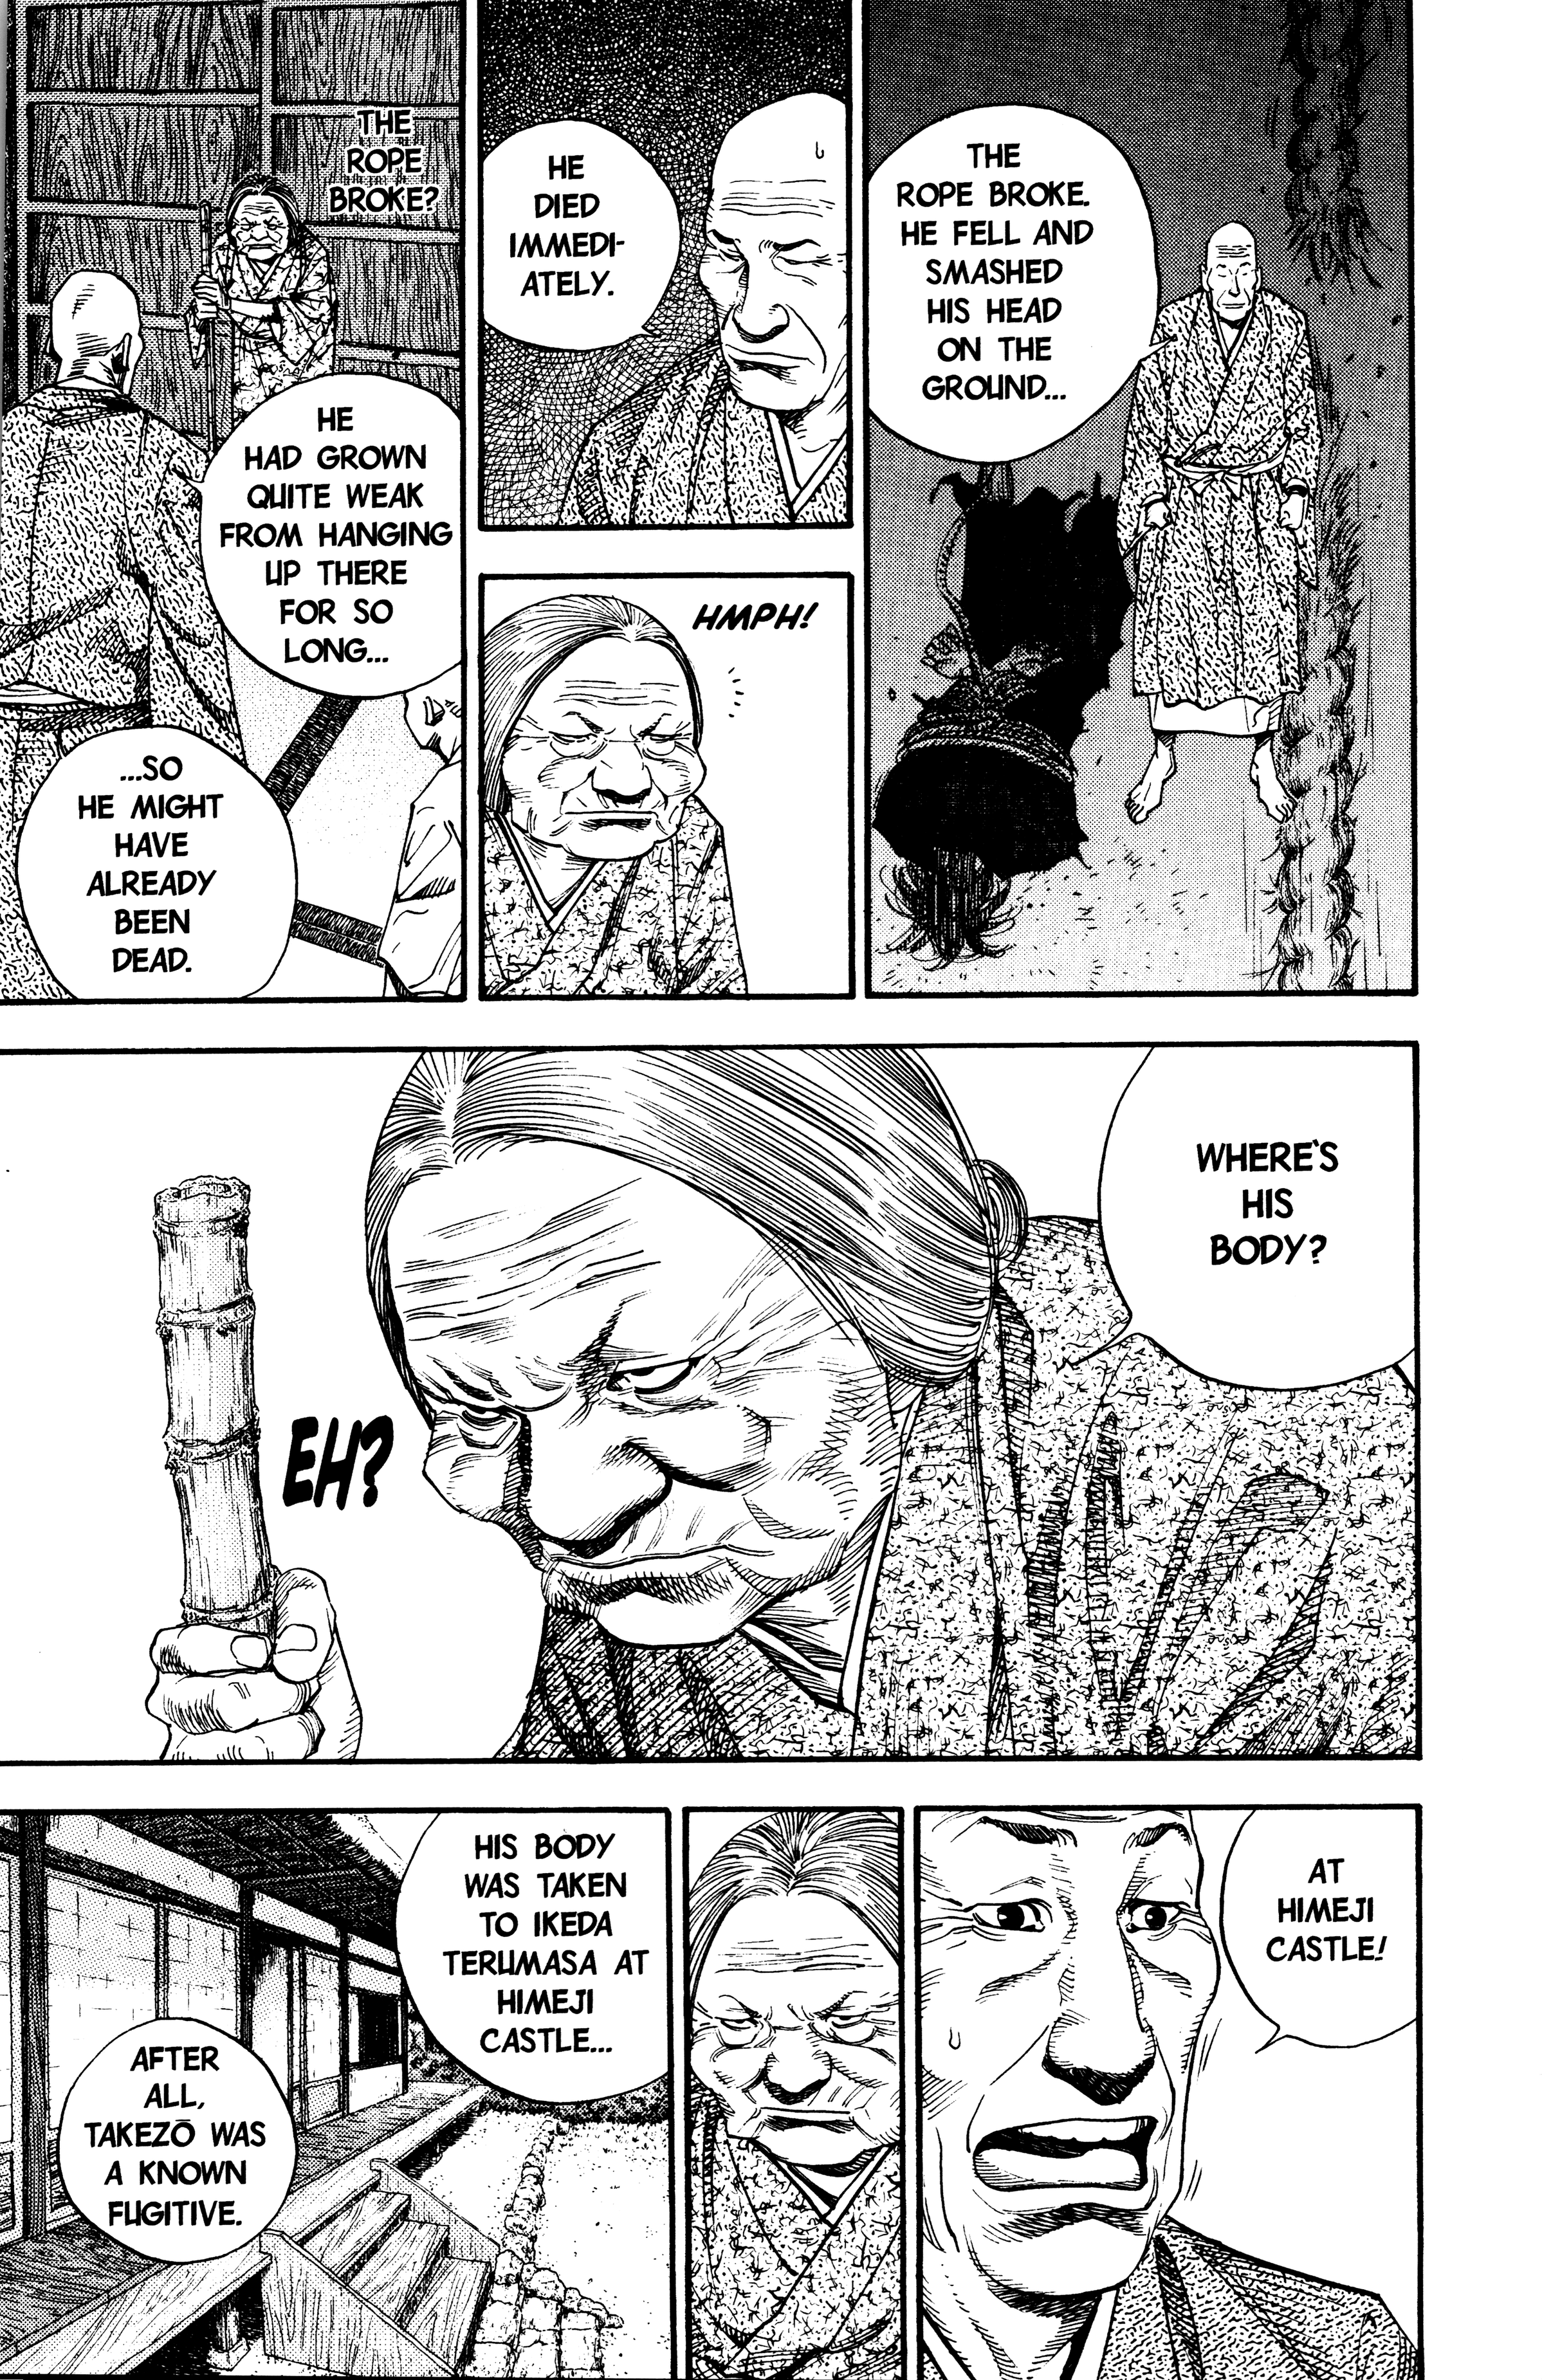 THE
ROPE BROKE.
HE FELL AND
SMASHED
HIS HEAD
ON THE
GROUND...
HE
DIED
IMMEDI-
ATELY.
HMPH!
THE
ROPE
BROKE?
HE
HAD GROWN
QUITE WEAK
FROM HANGING
UP THERE
FOR SO
LONG...
...SO
HE MIGHT
HAVE
ALREADY
BEEN
DEAD.
WHERE'S
HIS
BODY?
EH?
AT
HIMEJI
CASTLE!
HIS BODY
WAS TAKEN
TO IKEDA
TERUMASA AT
HIMEJI
CASTLE...
AFTER
ALL,
TAKEZŌ WAS
A KNOWN
FUGITIVE.